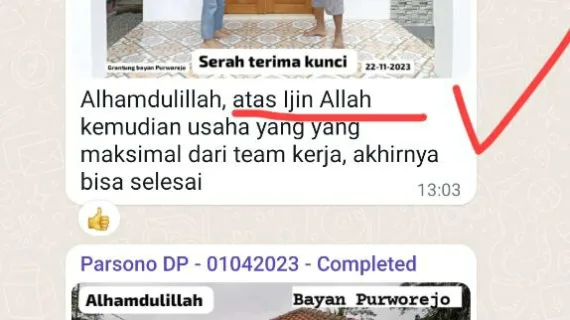 Serah terima kunci
Grantung bayan Purworejo
22-11-2023
Alhamdulillah, atas Ijin Allah
kemudian usaha yang yang
maksimal dari team kerja, akhirnya
bisa selesai
13:03
Parsono DP - 01042023 - Completed
Alhamdulillah
Bayan Purworejo